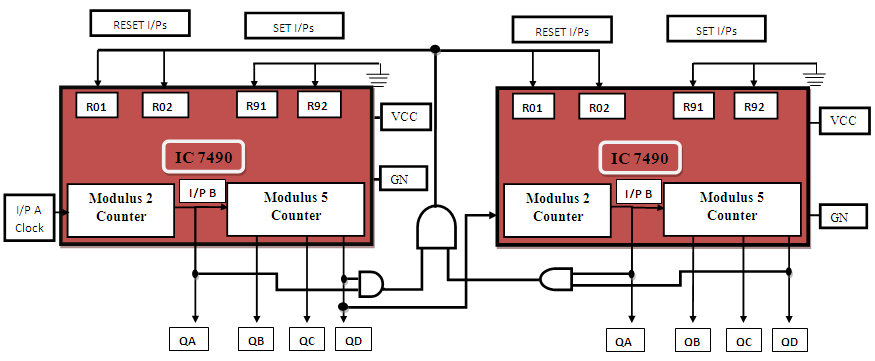 RESET I/Ps
SET I/Ps
RESET I/Ps
SET I/Ps
R01
R02
R91
R92
R01
R02
R91
R92
VCC
VCC
IC 7490
IC 7490
GN
I/P B
I/P B
I/P A
Clock
Modulus 2
Counter
Modulus 5
Counter
Modulus 2
Counter
Modulus 5
Counter
GN
QA
QB
QC
QD
QA
QB
QC
QD